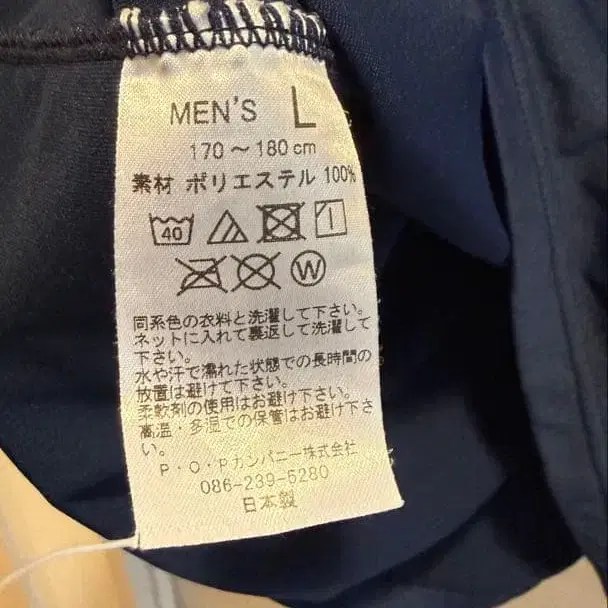 MEN'S L
170～180cm
素材 ポリエステル 100%
40
W
同系色の衣料と洗濯して下さい。
ネットに入れて裏返して洗濯して
下さい。
水や汗で濡れた状態での長時間の
放置は避けて下さい。
柔軟剤の使用はお避け下さい。
高温・多湿での保管はお避け下さ
い。
P・O・Pカンパニー株式会社
086-239-5280
日本製